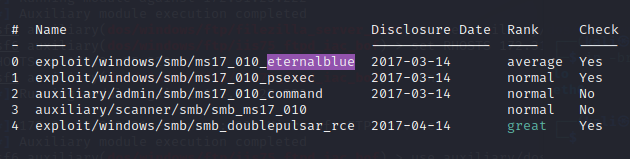 #  Name                                      Disclosure Date  Rank     Check
-  ----                                      ---------------  ----     -----
0  exploit/windows/smb/ms17_010_eternalblue  2017-03-14       average  Yes
1  exploit/windows/smb/ms17_010_psexec       2017-03-14       normal   Yes
2  auxiliary/admin/smb/ms17_010_command      2017-03-14       normal   No
3  auxiliary/scanner/smb/smb_ms17_010                         normal   No
4  exploit/windows/smb/smb_doublepulsar_rce  2017-04-14       great    Yes